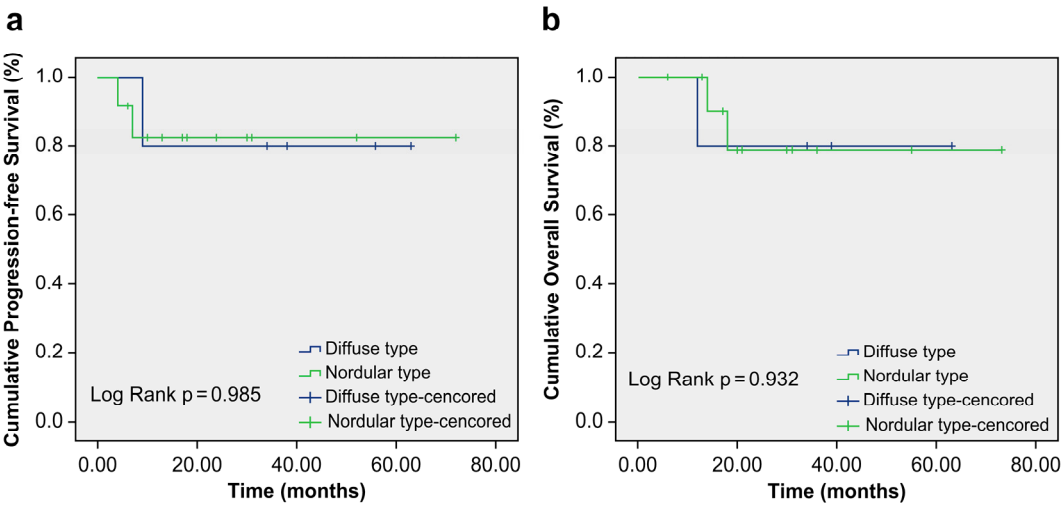 a
Cumulative Progression-free Survival (%)
1.0
0.8
0.6
0.4
0.2
0.0
Diffuse type
Nordular type
Diffuse type-cencored
Nordular type-cencored
Log Rank p = 0.985
0.00 20.00 40.00 60.00 80.00
Time (months)
b
Cumulative Overall Survival (%)
1.0
0.8
0.6
0.4
0.2
0.0
Diffuse type
Nordular type
Diffuse type-cencored
Nordular type-cencored
Log Rank p = 0.932
0.00 20.00 40.00 60.00 80.00
Time (months)